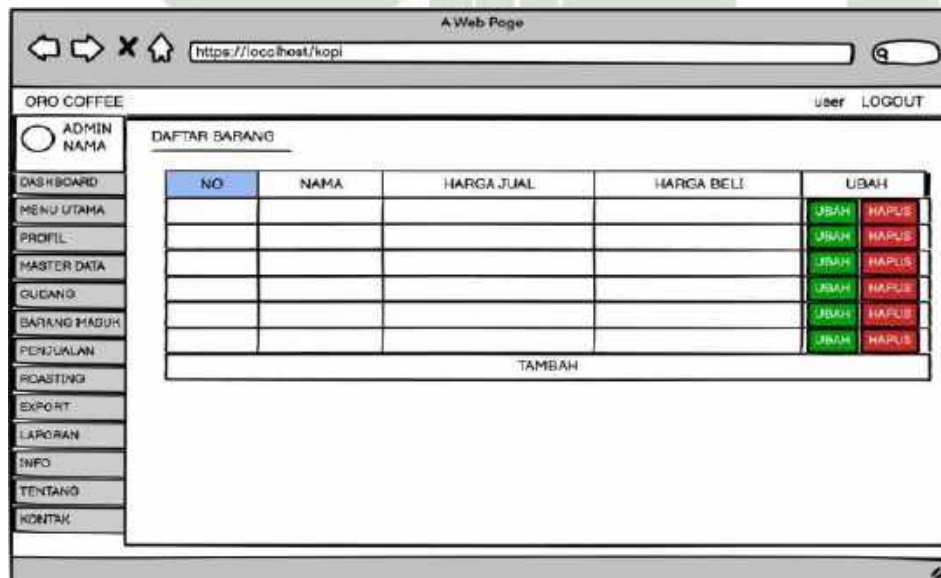 A Web Page
https://localhost/kopi
ORO COFFEE user LOGOUT
ADMIN
NAMA
DAFTAR BARANG
DASHBOARD
MENU UTAMA
PROFIL
MASTER DATA
GUDANG
BARANG MASUK
PENJUALAN
ROASTING
EXPORT
LAPORAN
INFO
TENTANG
KONTAK
NO NAMA HARGA JUAL HARGA BELI UBAH
UBAH HAPUS
UBAH HAPUS
UBAH HAPUS
UBAH HAPUS
UBAH HAPUS
UBAH HAPUS
TAMBAH